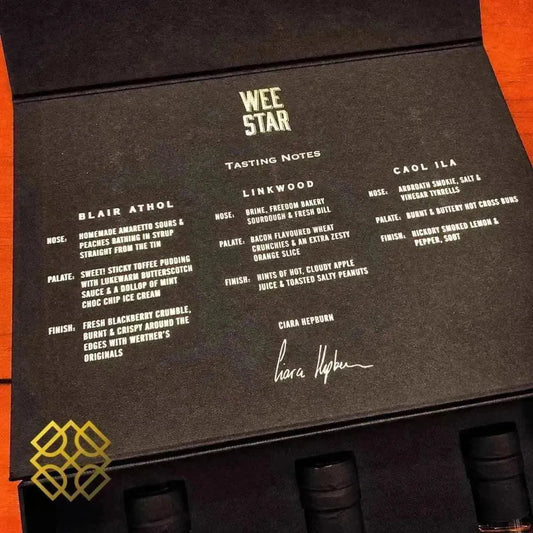 WEE
STAR
TASTING NOTES
BLAIR ATHOL
NOSE: HOMEMADE AMARETTO SOURS &
PEACHES BATHING IN SYRUP
STRAIGHT FROM THE TIN
PALATE: SWEET! STICKY TOFFEE PUDDING
WITH LUKEWARM BUTTERSCOTCH
SAUCE & A DOLLOP OF MINT
CHOC CHIP ICE CREAM
FINISH: FRESH BLACKBERRY CRUMBLE,
BURNT & CRISPY AROUND THE
EDGES WITH WERTHER'S
ORIGINALS
LINKWOOD
NOSE: BRINE, FREEDOM BAKERY
SOURDOUGH & FRESH DILL
PALATE: BACON FLAVOURED WHEAT
CRUNCHIES & AN EXTRA ZESTY
ORANGE SLICE
FINISH: HINTS OF HOT, CLOUDY APPLE
JUICE & TOASTED SALTY PEANUTS
CAOL ILA
NOSE: ARBROATH SMOKIE, SALT &
VINEGAR TYRRELLS
PALATE: BURNT & BUTTERY HOT CROSS BUNS
FINISH: HICKORY SMOKED LEMON &
PEPPER, SOOT
CIARA HEPBURN
Ciara Hepburn